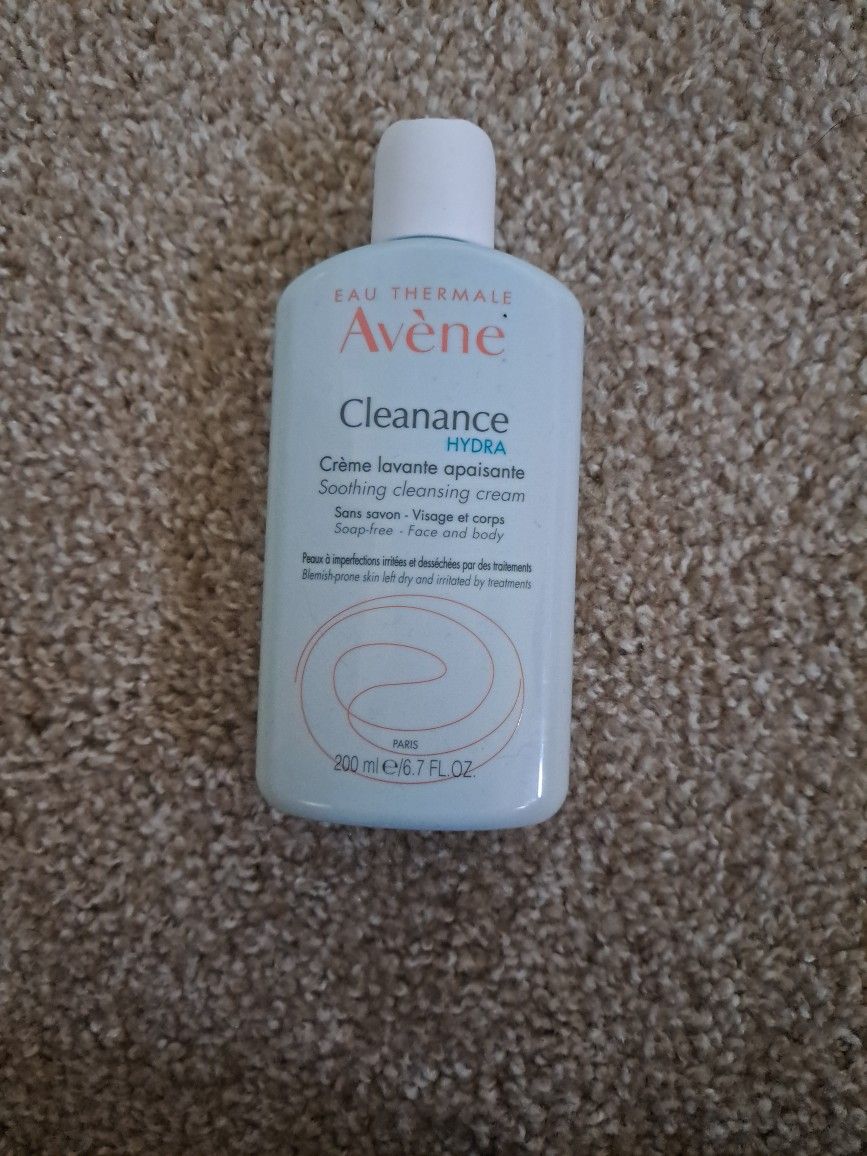 EAU THERMALE
Avène
Cleanance
HYDRA
Crème lavante apaisante
Soothing cleansing cream
Sans savon - Visage et corps
Soap-free - Face and body
Peaux à imperfections irritées et desséchées par des traitements
Blemish-prone skin left dry and irritated by treatments
PARIS
200 ml ℮/6.7 FL.OZ.